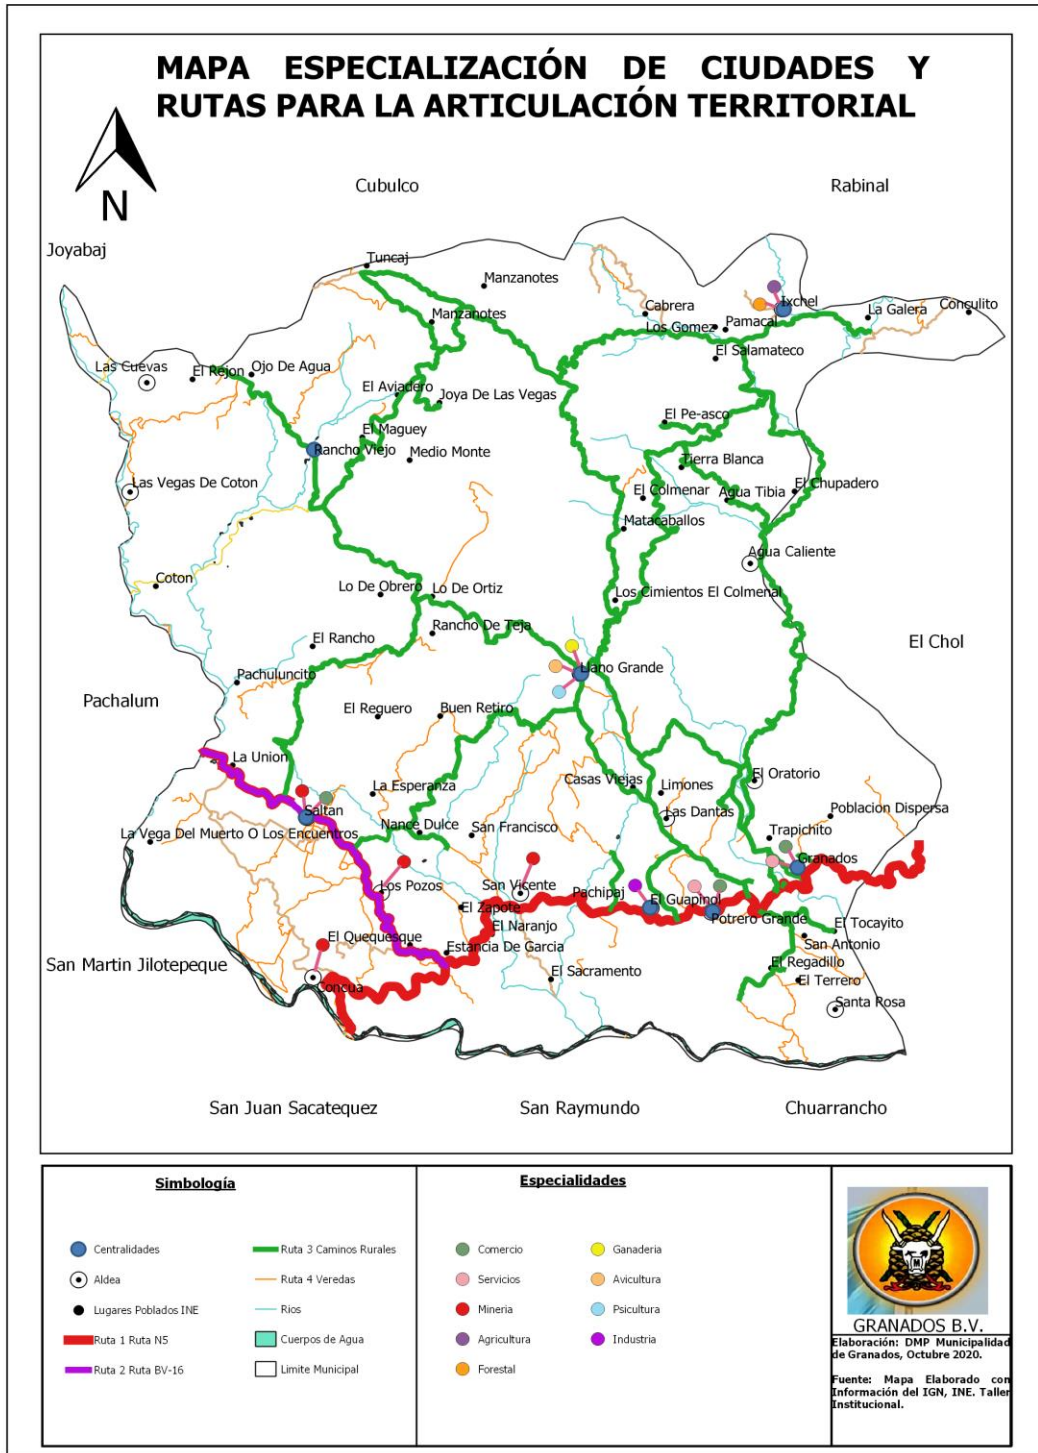 MAPA ESPECIALIZACIÓN DE CIUDADES Y
RUTAS PARA LA ARTICULACIÓN TERRITORIAL
N
Cubulco
Rabinal
Joyabaj
Tuncaj
Manzanotes
Ixchel
Cabrera
La Galera
Conculito
Manzanotes
Los Gomez
Pamacal
El Salamateco
Las Cuevas
El Rejon
Ojo De Agua
El Aviadero
Joya De Las Vegas
El Pe-asco
El Maguey
Rancho Viejo
Medio Monte
Tierra Blanca
Las Vegas De Coton
El Colmenar
Agua Tibia
El Chupadero
Matacaballos
Agua Caliente
Coton
Lo De Obrero
Lo De Ortiz
Los Cimientos El Colmenal
Rancho De Teja
El Rancho
El Chol
Llano Grande
Pachuluncito
Pachalum
El Reguero
Buen Retiro
La Union
La Esperanza
Casas Viejas
Limones
El Oratorio
Saltan
Las Dantas
Poblacion Dispersa
La Vega Del Muerto O Los Encuentros
Nance Dulce
San Francisco
Trapichito
Granados
Los Pozos
San Vicente
Pachipaj
El Guapinol
El Zapote
Potrero Grande
El Naranjo
El Tocayito
El Quequesque
Estancia De Garcia
San Antonio
San Martin Jilotepeque
El Regadillo
El Sacramento
El Terrero
Concua
Santa Rosa
San Juan Sacatequez
San Raymundo
Chuarrancho
Simbología
Centralidades
Aldea
Lugares Poblados INE
Ruta 1 Ruta N5
Ruta 2 Ruta BV-16
Ruta 3 Caminos Rurales
Ruta 4 Veredas
Rios
Cuerpos de Agua
Limite Municipal
Especialidades
Comercio
Servicios
Mineria
Agricultura
Forestal
Ganaderia
Avicultura
Psicultura
Industria
GRANADOS B.V.
Elaboración: DMP Municipalidad
de Granados, Octubre 2020.
Fuente: Mapa Elaborado con
Información del IGN, INE. Taller
Institucional.